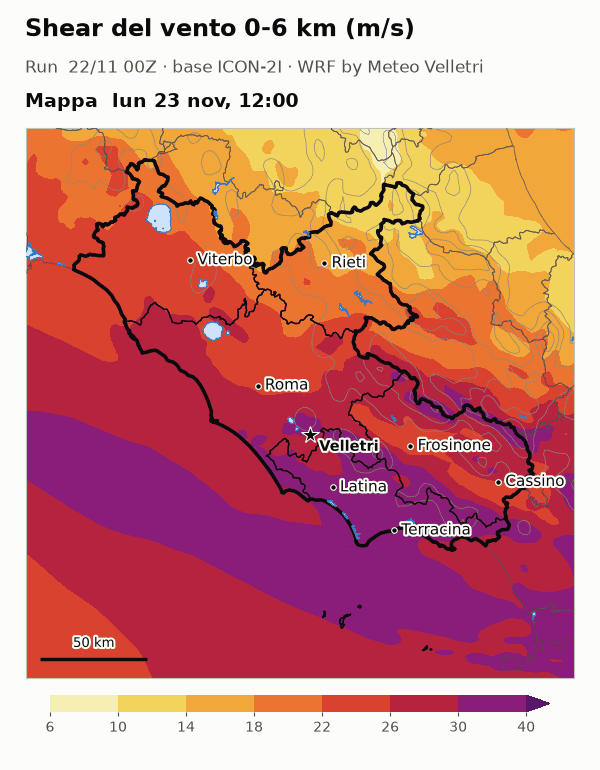 Shear del vento 0-6 km (m/s)
Run  22/11 00Z · base ICON-2I · WRF by Meteo Velletri
Mappa  lun 23 nov, 12:00
Viterbo
Rieti
Roma
Velletri
Frosinone
Latina
Cassino
Terracina
50 km
6 10 14 18 22 26 30 40